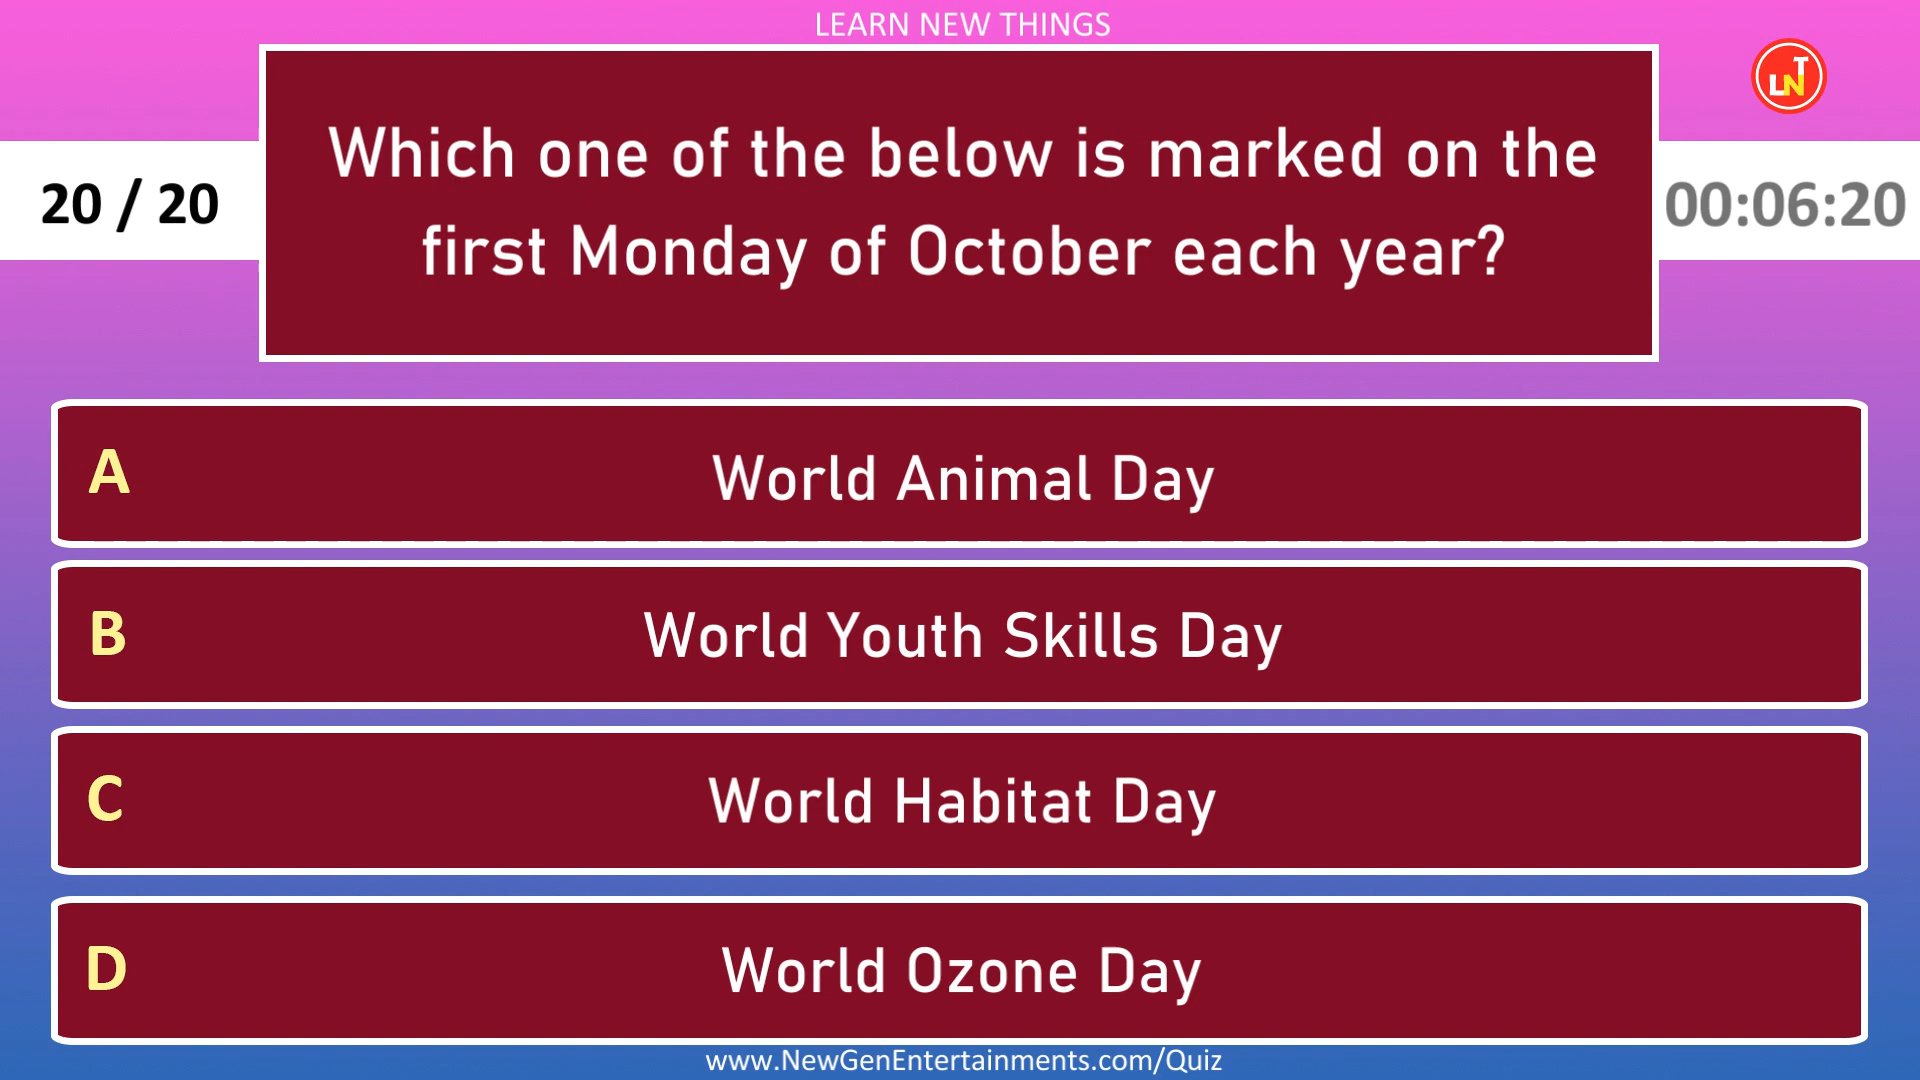 LEARN NEW THINGS
LNT
20 / 20
Which one of the below is marked on the
first Monday of October each year?
00:06:20
A World Animal Day
B World Youth Skills Day
C World Habitat Day
D World Ozone Day
www.NewGenEntertainments.com/Quiz